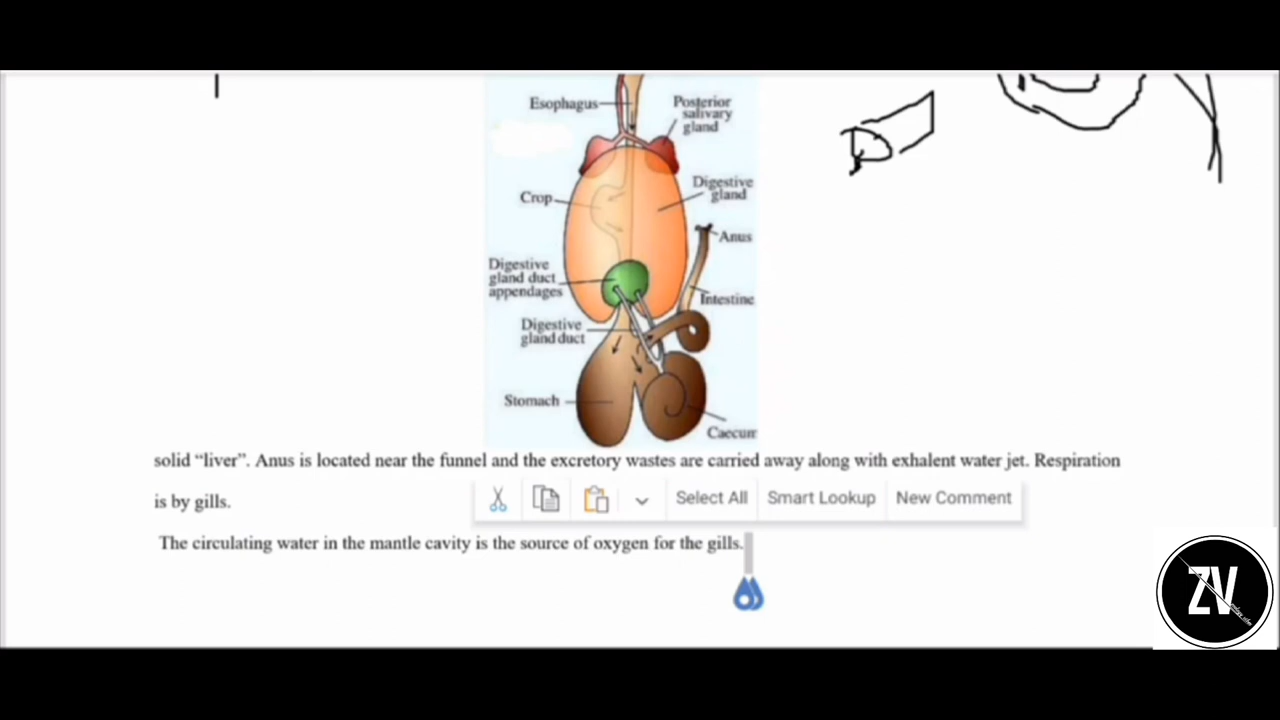 Esophagus
Posterior
salivary
gland
Crop
Digestive
gland
Anus
Digestive
gland duct
appendages
Intestine
Digestive
gland duct
Stomach
Caecum
solid “liver”. Anus is located near the funnel and the excretory wastes are carried away along with exhalent water jet. Respiration
is by gills.
Select All
Smart Lookup
New Comment
The circulating water in the mantle cavity is the source of oxygen for the gills.
ZV